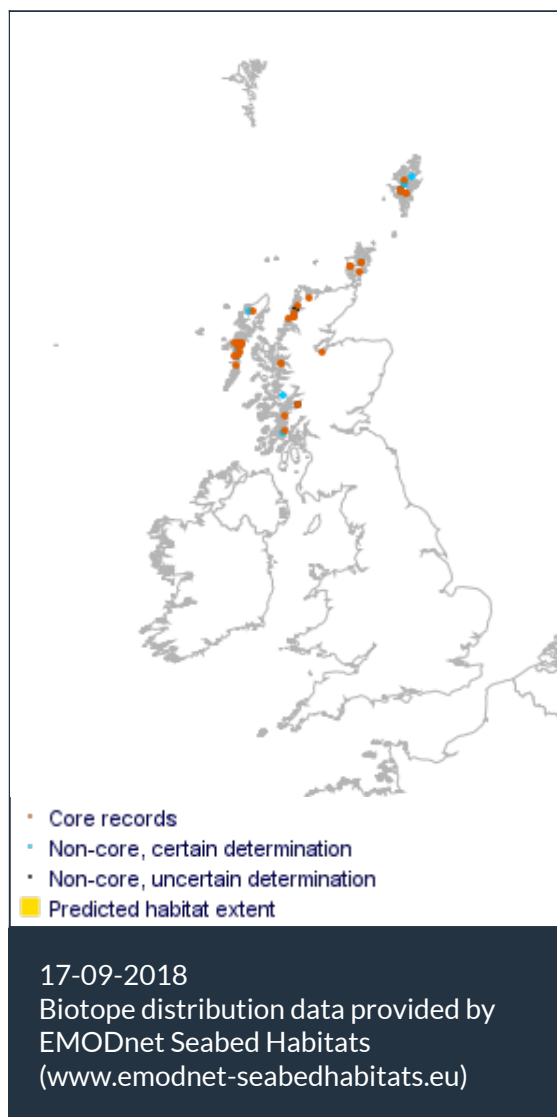 Core records
Non-core, certain determination
Non-core, uncertain determination
Predicted habitat extent
17-09-2018
Biotope distribution data provided by
EMODnet Seabed Habitats
(www.emodnet-seabedhabitats.eu)